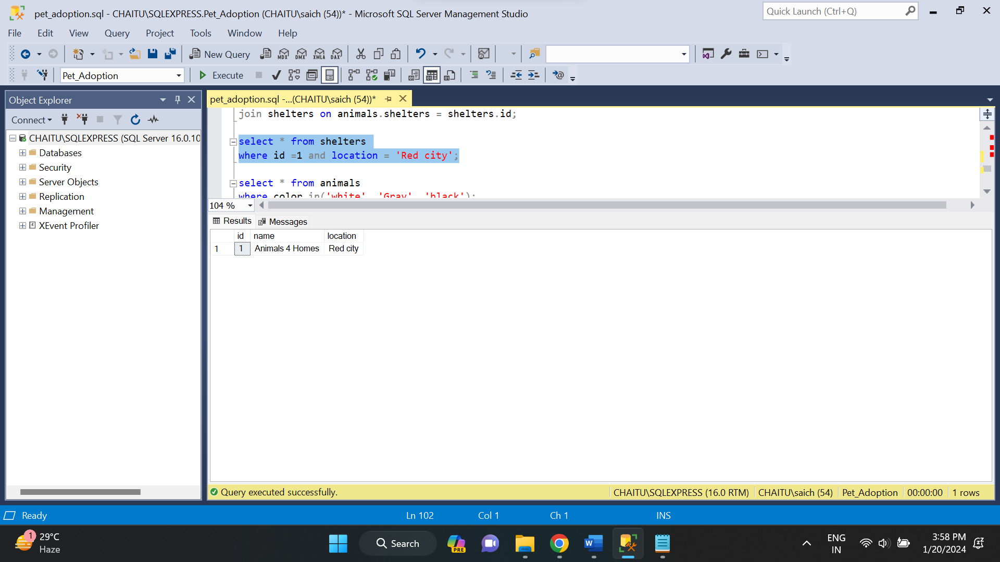 pet_adoption.sql - CHAITU\SQLEXPRESS.Pet_Adoption (CHAITU\saich (54))* - Microsoft SQL Server Management Studio
Quick Launch (Ctrl+Q)
File Edit View Query Project Tools Window Help
New Query MDX DMX XMLA DAX
Pet_Adoption Execute
Object Explorer
Connect
CHAITU\SQLEXPRESS (SQL Server 16.0.10
Databases
Security
Server Objects
Replication
Management
XEvent Profiler
pet_adoption.sql -...(CHAITU\saich (54))*
join shelters on animals.shelters = shelters.id;
select * from shelters
where id =1 and location = 'Red city';
select * from animals
where color in('white', 'Gray', 'black');
104 %
Results Messages
id name location
1 1 Animals 4 Homes Red city
Query executed successfully.
CHAITU\SQLEXPRESS (16.0 RTM) CHAITU\saich (54) Pet_Adoption 00:00:00 1 rows
Ready Ln 102 Col 1 Ch 1 INS
1 29°C
Haze
Search
PRE
W
ENG
IN
3:58 PM
1/20/2024